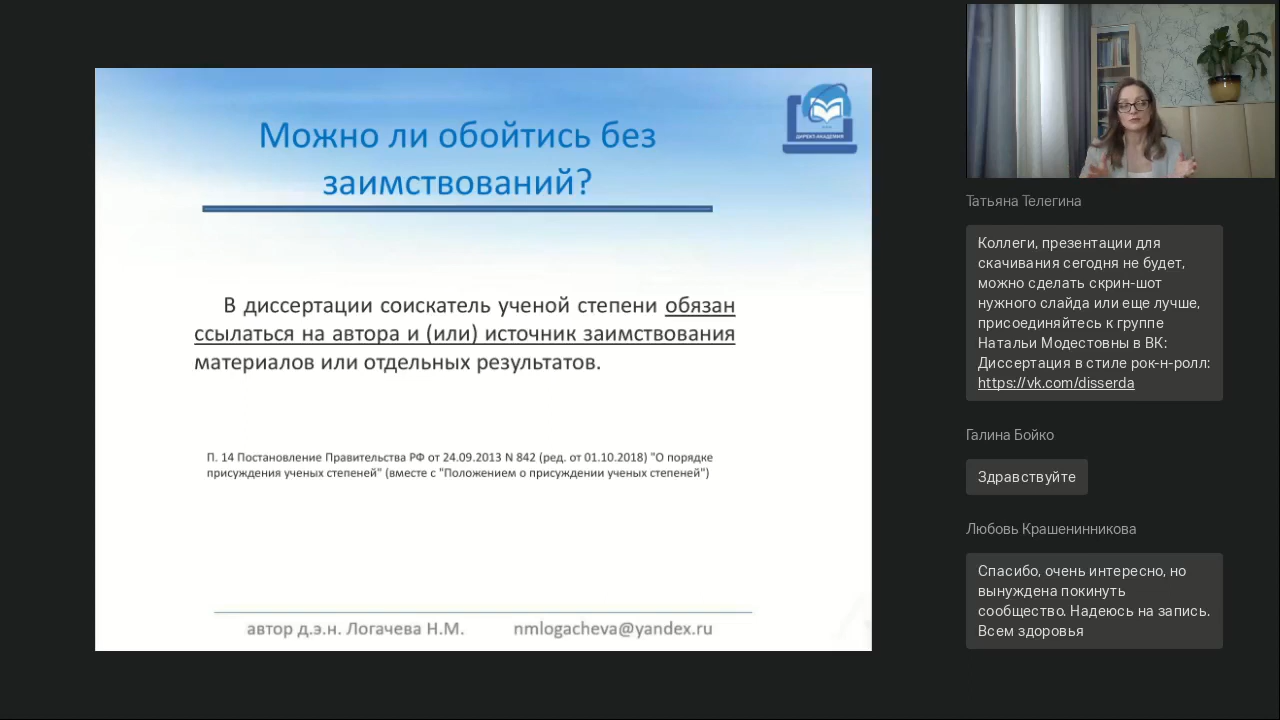 Можно ли обойтись без
заимствований?
ДИРЕКТ-АКАДЕМИЯ
В диссертации соискатель ученой степени обязан
ссылаться на автора и (или) источник заимствования
материалов или отдельных результатов.
П. 14 Постановление Правительства РФ от 24.09.2013 N 842 (ред. от 01.10.2018) "О порядке
присуждения ученых степеней" (вместе с "Положением о присуждении ученых степеней")
автор д.э.н. Логачева Н.М. nmlogacheva@yandex.ru
Татьяна Телегина
Коллеги, презентации для
скачивания сегодня не будет,
можно сделать скрин-шот
нужного слайда или еще лучше,
присоединяйтесь к группе
Натальи Модестовны в ВК:
Диссертация в стиле рок-н-ролл:
https://vk.com/disserda
Галина Бойко
Здравствуйте
Любовь Крашенинникова
Спасибо, очень интересно, но
вынуждена покинуть
сообщество. Надеюсь на запись.
Всем здоровья